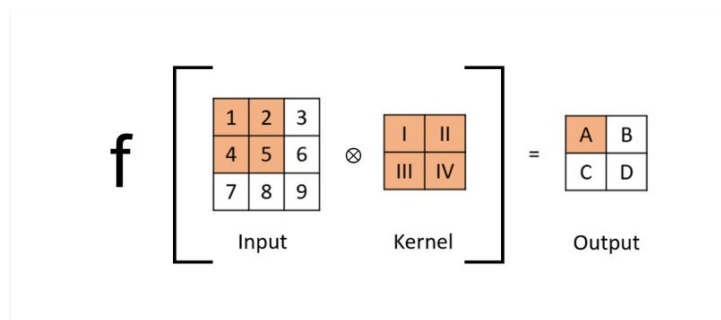 f
1 2 3
4 5 6
7 8 9
⊗
I II
III IV
=
A B
C D
Input
Kernel
Output